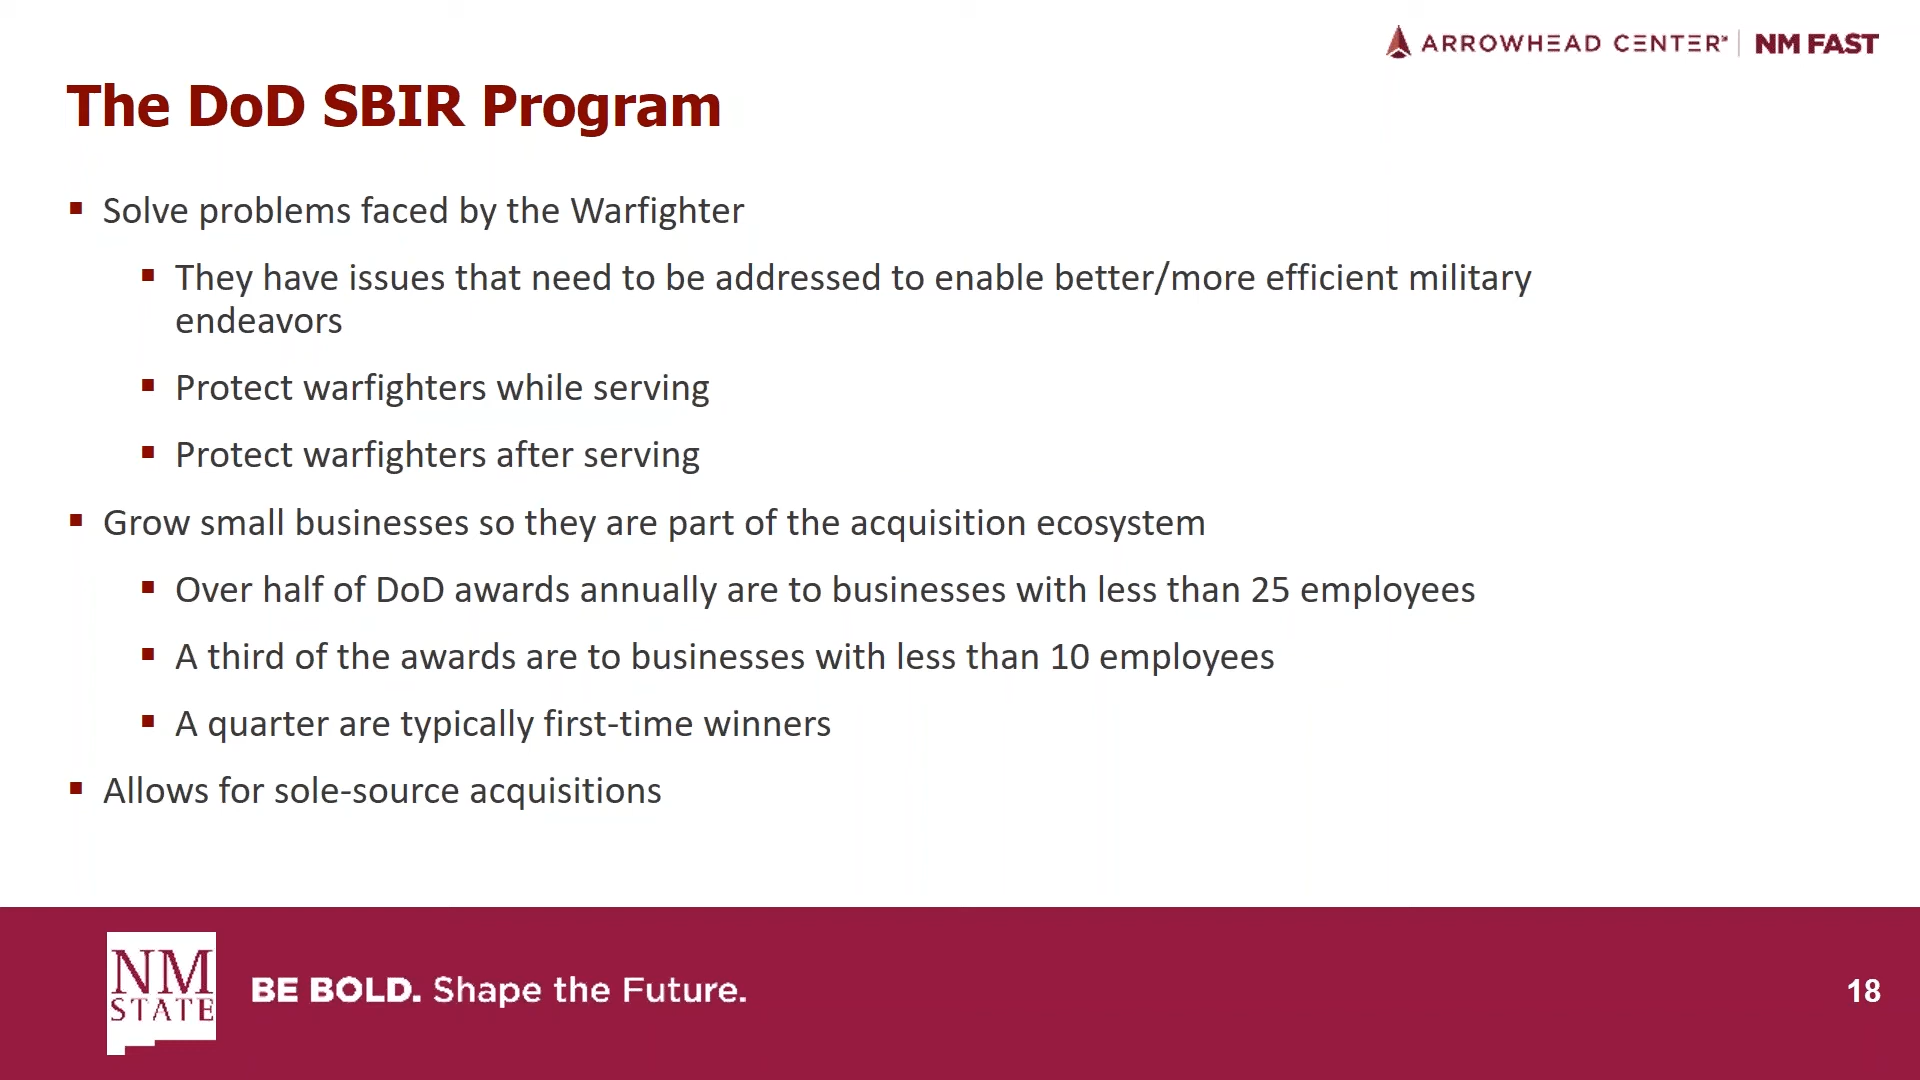 ARROWHEAD CENTER | NM FAST
The DoD SBIR Program
▪ Solve problems faced by the Warfighter
▪ They have issues that need to be addressed to enable better/more efficient military
endeavors
▪ Protect warfighters while serving
▪ Protect warfighters after serving
▪ Grow small businesses so they are part of the acquisition ecosystem
▪ Over half of DoD awards annually are to businesses with less than 25 employees
▪ A third of the awards are to businesses with less than 10 employees
▪ A quarter are typically first-time winners
▪ Allows for sole-source acquisitions
NM
STATE
BE BOLD. Shape the Future.
18